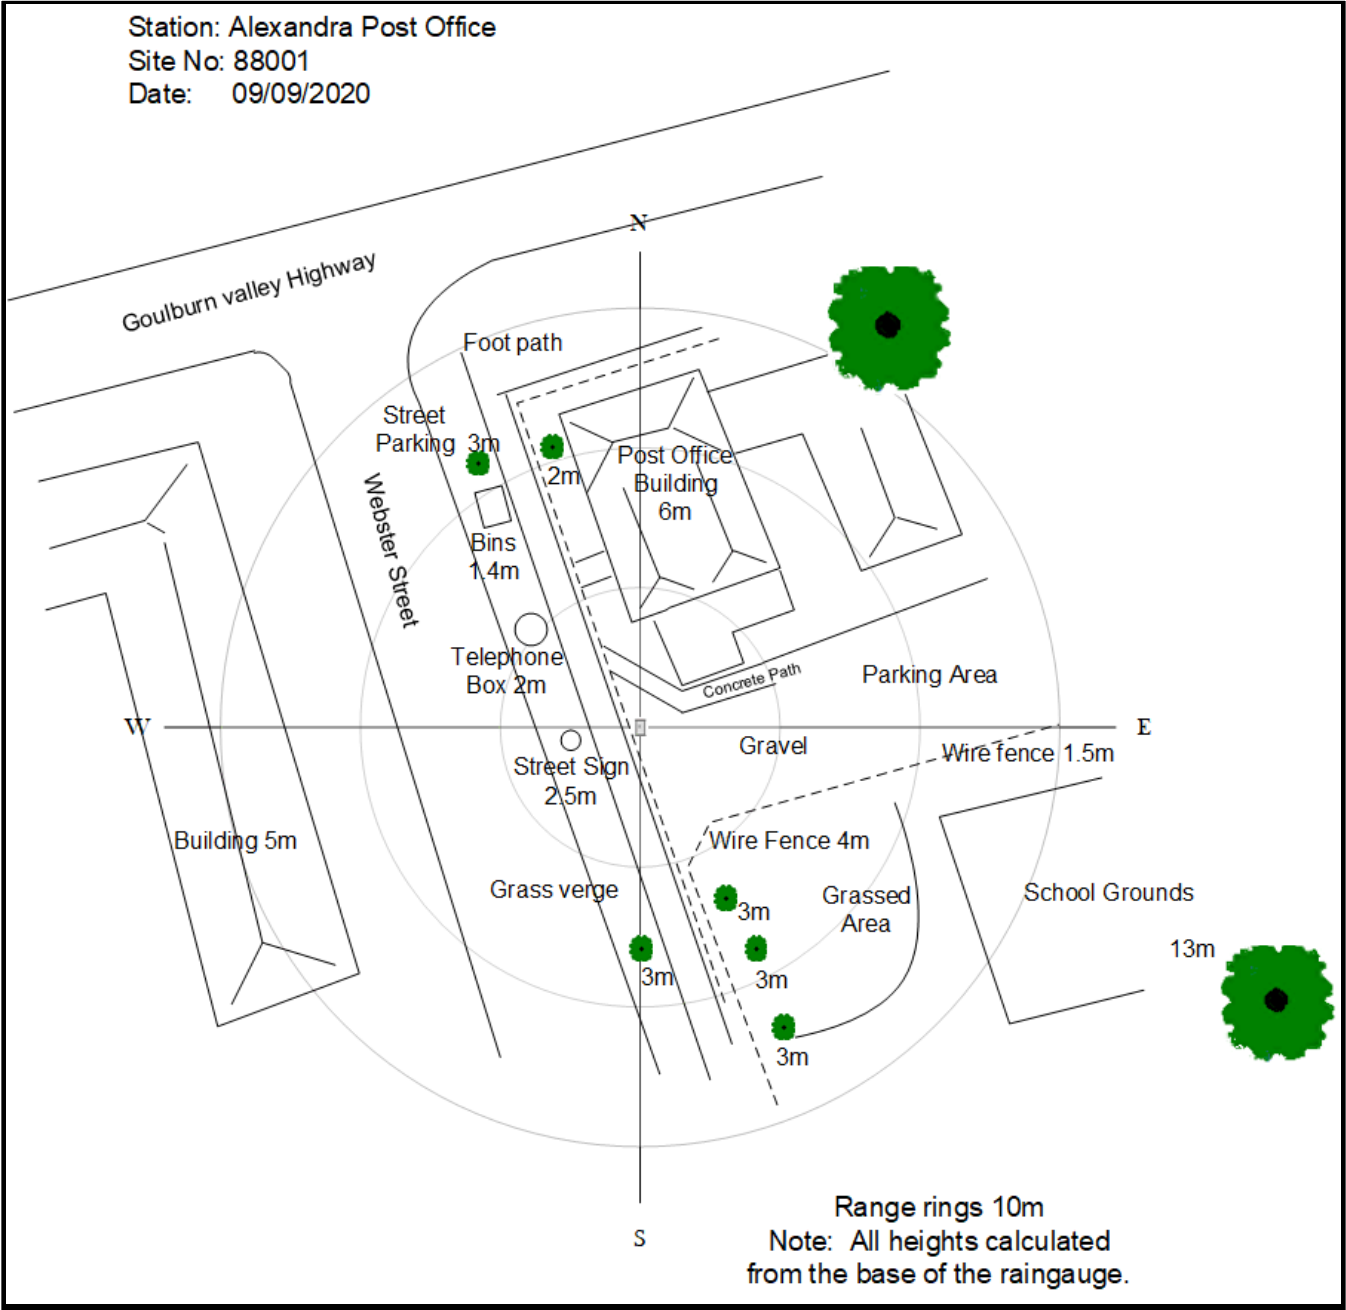 Station: Alexandra Post Office
Site No: 88001
Date: 09/09/2020
N
Goulburn valley Highway
Foot path
Street
Parking 3m
2m
Post Office
Building
6m
Webster Street
Bins
1.4m
Telephone
Box 2m
Concrete Path
Parking Area
W
E
Gravel
Wire fence 1.5m
Street Sign
2.5m
Building 5m
Wire Fence 4m
Grass verge
Grassed
Area
School Grounds
3m
13m
3m
3m
3m
S
Range rings 10m
Note: All heights calculated
from the base of the raingauge.